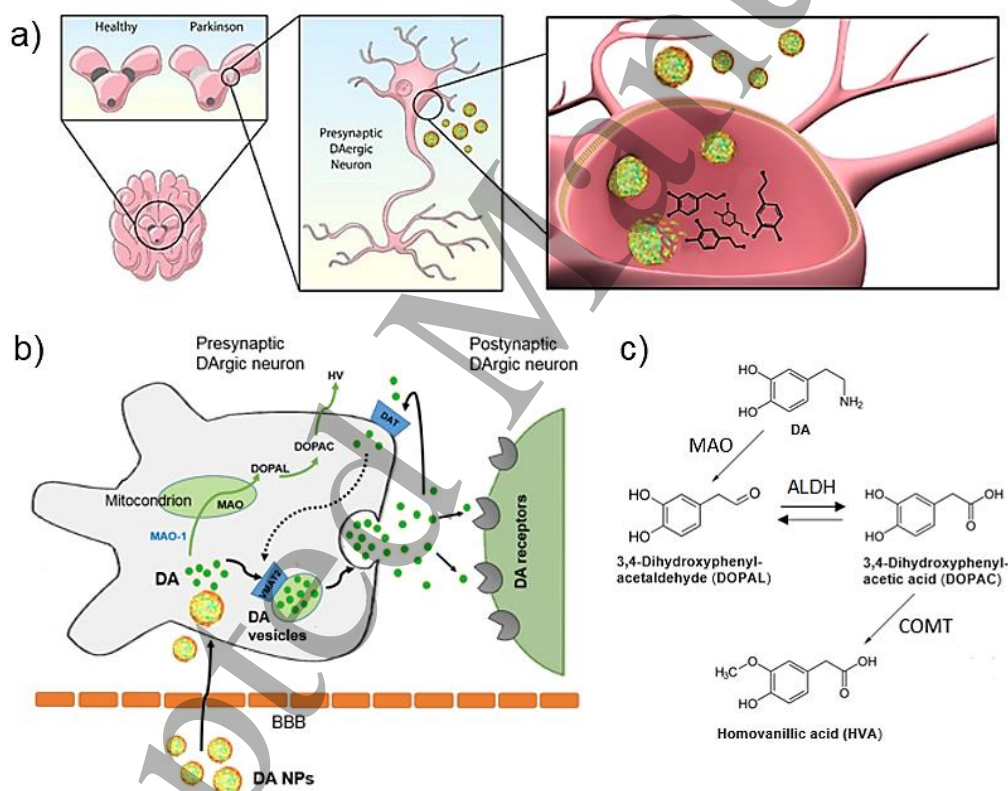 a)
Healthy
Parkinson
Presynaptic
DAergic
Neuron
b)
Presynaptic
DArgic neuron
Postynaptic
DArgic neuron
HV
DAT
DOPAC
DOPAL
Mitocondrion
MAO
MAO-1
DA
VMAT2
DA
vesicles
DA receptors
BBB
DA NPs
c)
HO
HO
NH₂
DA
MAO
HO
HO
O
ALDH
HO
HO
OH
O
3,4-Dihydroxyphenyl-
acetaldehyde (DOPAL)
3,4-Dihydroxyphenyl-
acetic acid (DOPAC)
COMT
H₃C
O
HO
OH
O
Homovanillic acid (HVA)